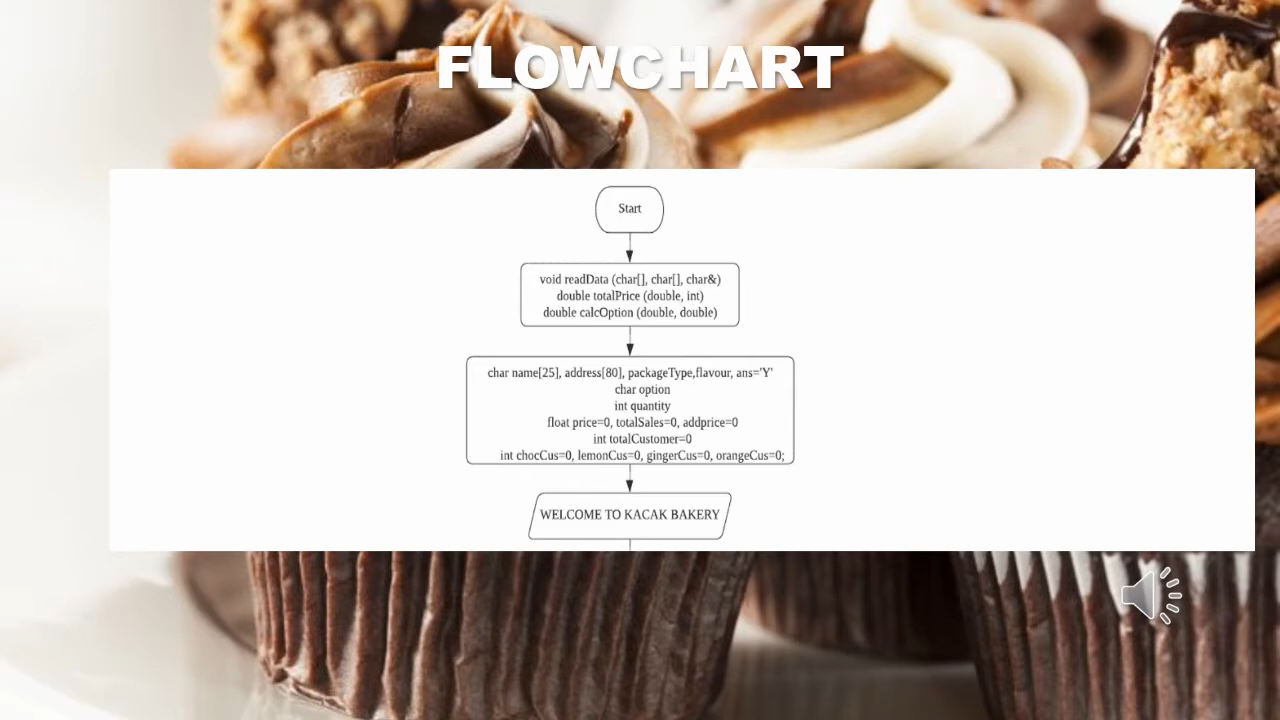 FLOWCHART
Start
void readData (char[], char[], char&)
double totalPrice (double, int)
double calcOption (double, double)
char name[25], address[80], packageType,flavour, ans='Y'
char option
int quantity
float price=0, totalSales=0, addprice=0
int totalCustomer=0
int chocCus=0, lemonCus=0, gingerCus=0, orangeCus=0;
WELCOME TO KACAK BAKERY